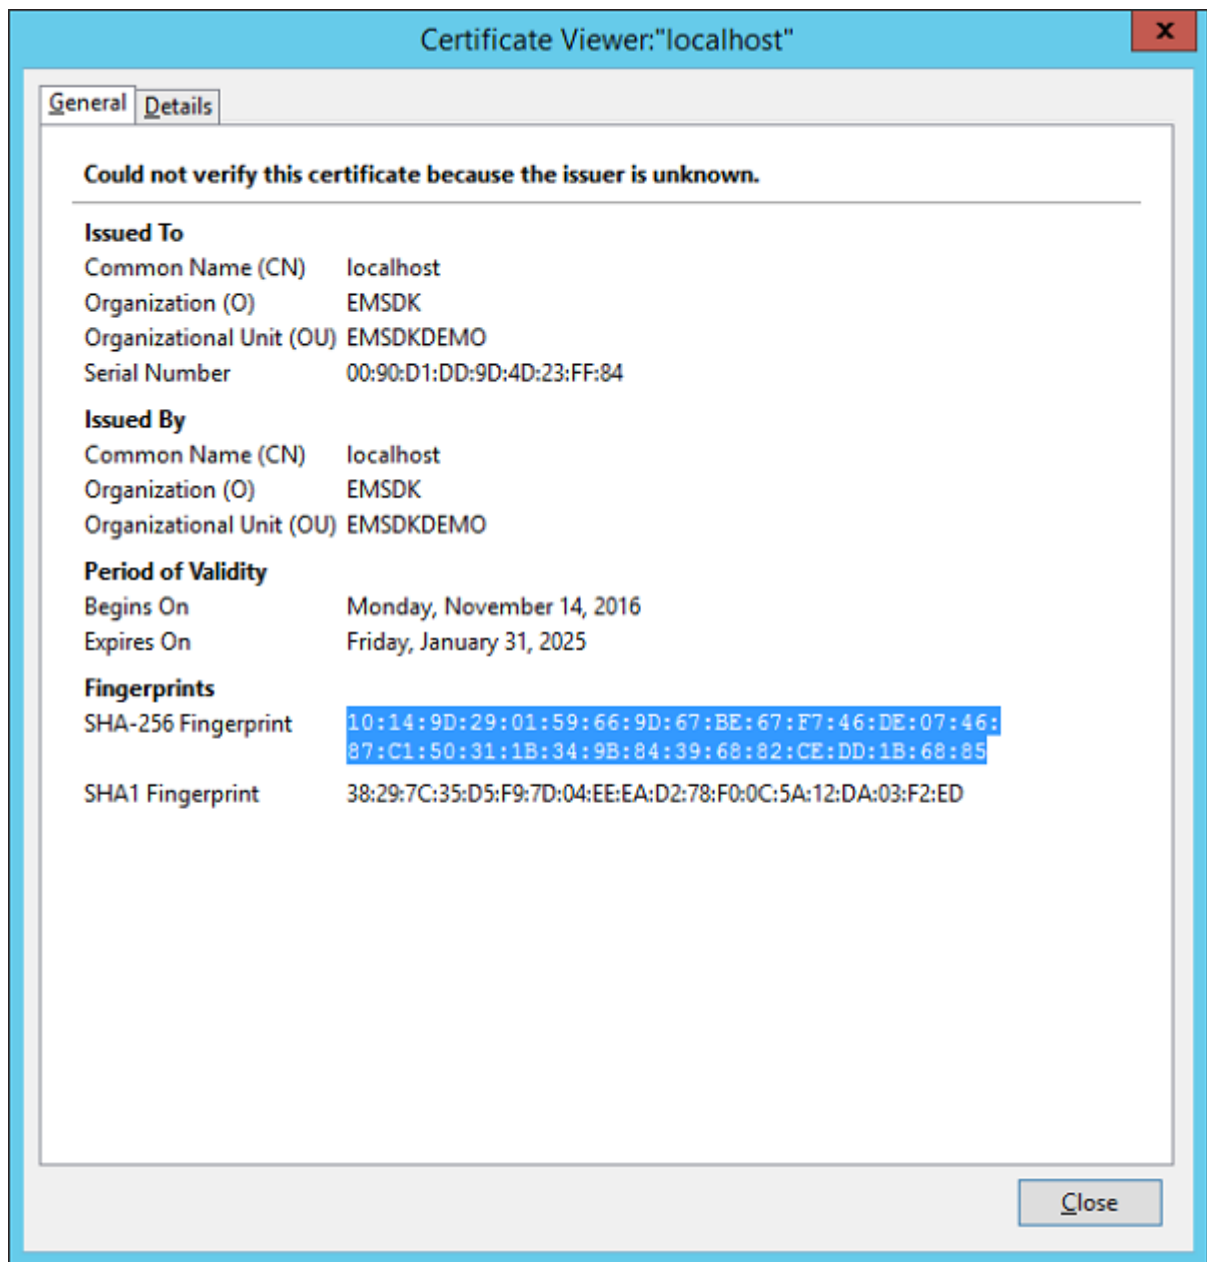 Certificate Viewer:"localhost"
x
General Details
Could not verify this certificate because the issuer is unknown.
Issued To
Common Name (CN) localhost
Organization (O) EMSDK
Organizational Unit (OU) EMSDKDEMO
Serial Number 00:90:D1:DD:9D:4D:23:FF:84
Issued By
Common Name (CN) localhost
Organization (O) EMSDK
Organizational Unit (OU) EMSDKDEMO
Period of Validity
Begins On Monday, November 14, 2016
Expires On Friday, January 31, 2025
Fingerprints
SHA-256 Fingerprint 10:14:9D:29:01:59:66:9D:67:BE:67:F7:46:DE:07:46:
87:C1:50:31:1B:34:9B:84:39:68:82:CE:DD:1B:68:85
SHA1 Fingerprint 38:29:7C:35:D5:F9:7D:04:EE:EA:D2:78:F0:0C:5A:12:DA:03:F2:ED
Close